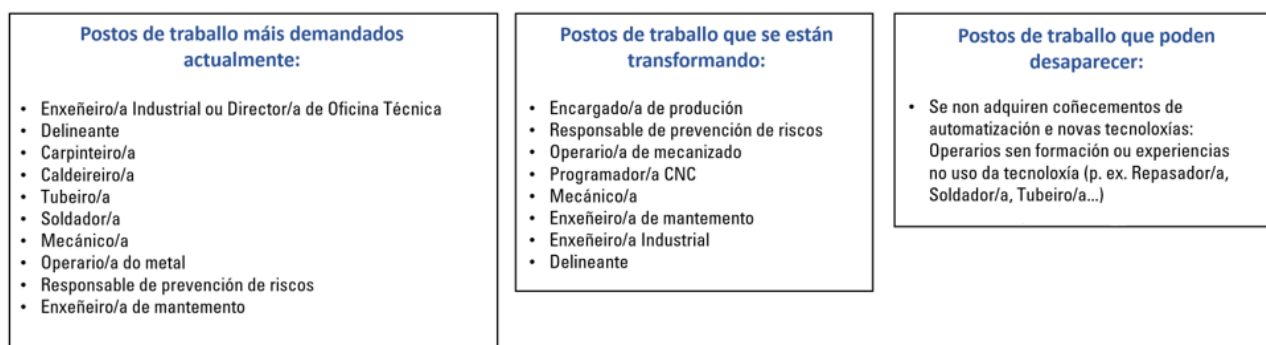 Postos de traballo máis demandados
actualmente:
• Enxeñeiro/a Industrial ou Director/a de Oficina Técnica
• Delineante
• Carpinteiro/a
• Caldeireiro/a
• Tubeiro/a
• Soldador/a
• Mecánico/a
• Operario/a do metal
• Responsable de prevención de riscos
• Enxeñeiro/a de mantemento
Postos de traballo que se están
transformando:
• Encargado/a de produción
• Responsable de prevención de riscos
• Operario/a de mecanizado
• Programador/a CNC
• Mecánico/a
• Enxeñeiro/a de mantemento
• Enxeñeiro/a Industrial
• Delineante
Postos de traballo que poden
desaparecer:
• Se non adquiren coñecementos de
automatización e novas tecnoloxías:
Operarios sen formación ou experiencias
no uso da tecnoloxía (p. ex. Repasador/a,
Soldador/a, Tubeiro/a...)